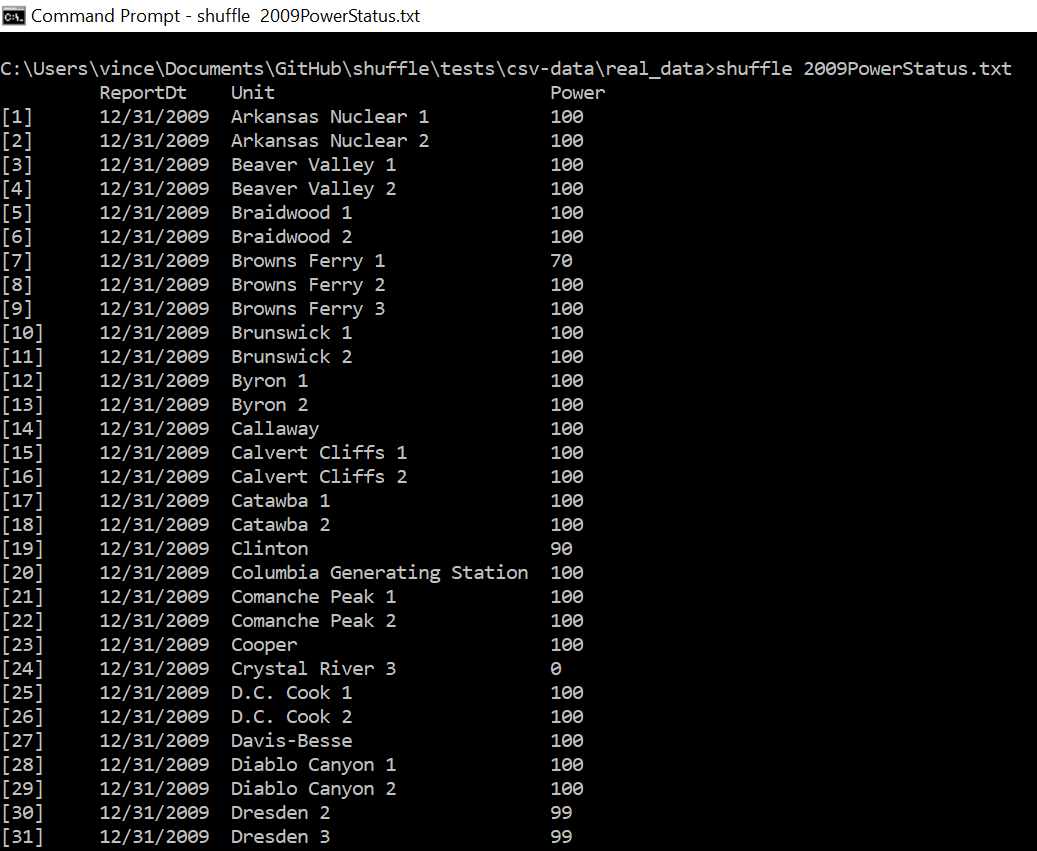 Command Prompt - shuffle  2009PowerStatus.txt
C:\Users\vince\Documents\GitHub\shuffle\tests\csv-data\real_data>shuffle 2009PowerStatus.txt
         ReportDt    Unit                         Power
[1]      12/31/2009  Arkansas Nuclear 1           100
[2]      12/31/2009  Arkansas Nuclear 2           100
[3]      12/31/2009  Beaver Valley 1              100
[4]      12/31/2009  Beaver Valley 2              100
[5]      12/31/2009  Braidwood 1                  100
[6]      12/31/2009  Braidwood 2                  100
[7]      12/31/2009  Browns Ferry 1               70
[8]      12/31/2009  Browns Ferry 2               100
[9]      12/31/2009  Browns Ferry 3               100
[10]     12/31/2009  Brunswick 1                  100
[11]     12/31/2009  Brunswick 2                  100
[12]     12/31/2009  Byron 1                      100
[13]     12/31/2009  Byron 2                      100
[14]     12/31/2009  Callaway                     100
[15]     12/31/2009  Calvert Cliffs 1             100
[16]     12/31/2009  Calvert Cliffs 2             100
[17]     12/31/2009  Catawba 1                    100
[18]     12/31/2009  Catawba 2                    100
[19]     12/31/2009  Clinton                      90
[20]     12/31/2009  Columbia Generating Station  100
[21]     12/31/2009  Comanche Peak 1              100
[22]     12/31/2009  Comanche Peak 2              100
[23]     12/31/2009  Cooper                       100
[24]     12/31/2009  Crystal River 3              0
[25]     12/31/2009  D.C. Cook 1                  100
[26]     12/31/2009  D.C. Cook 2                  100
[27]     12/31/2009  Davis-Besse                  100
[28]     12/31/2009  Diablo Canyon 1              100
[29]     12/31/2009  Diablo Canyon 2              100
[30]     12/31/2009  Dresden 2                    99
[31]     12/31/2009  Dresden 3                    99